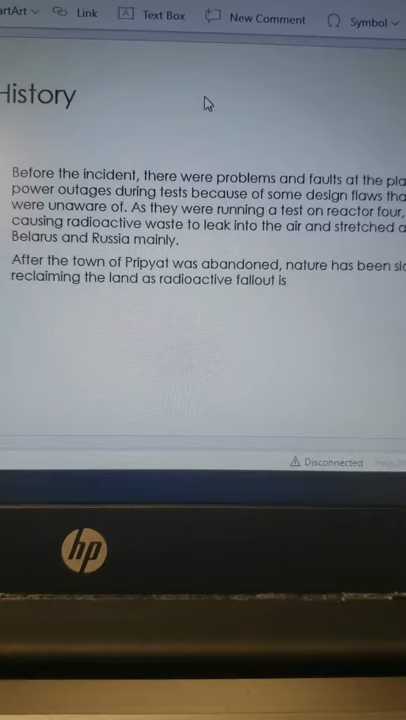 artArt
Link
A Text Box
New Comment
Symbol
History
Before the incident, there were problems and faults at the pla
power outages during tests because of some design flaws tha
were unaware of. As they were running a test on reactor four,
causing radioactive waste to leak into the air and stretched a
Belarus and Russia mainly.
After the town of Pripyat was abandoned, nature has been slo
reclaiming the land as radioactive fallout is
Disconnected
hp